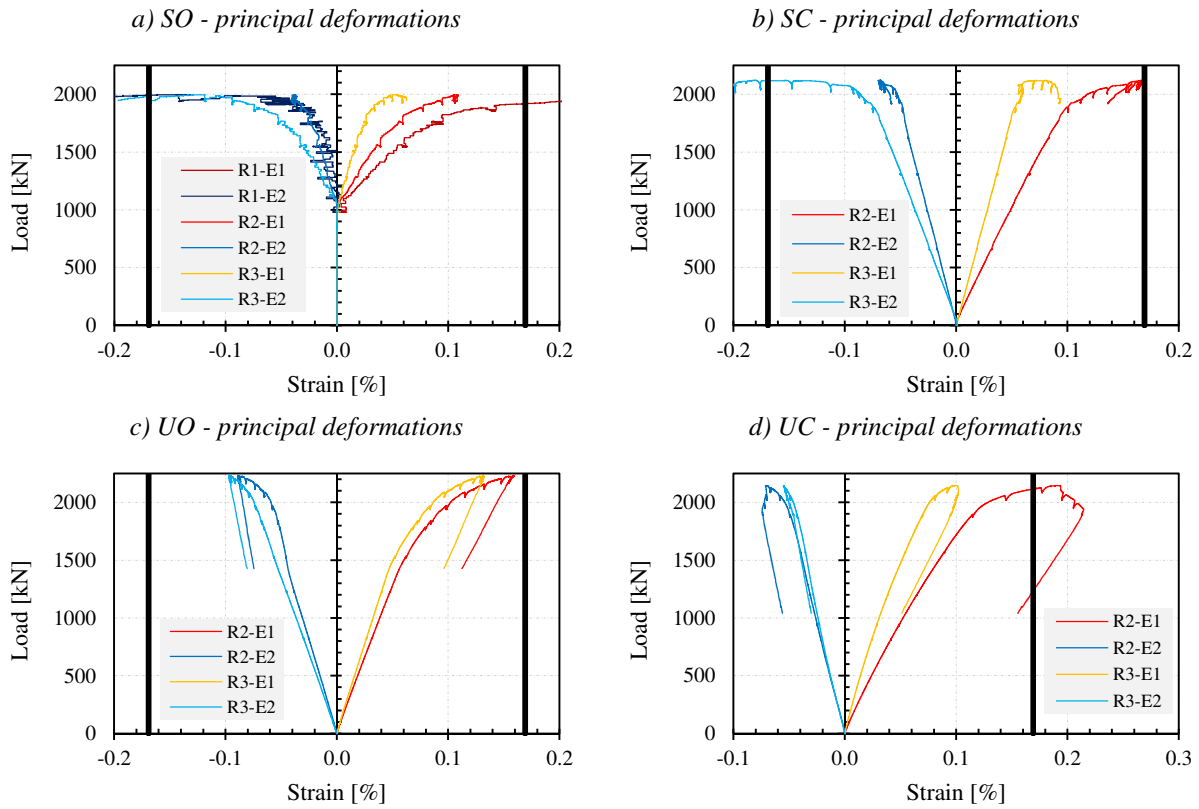 a) SO - principal deformations
Load [kN]
2000
1500
1000
500
0
R1-E1
R1-E2
R2-E1
R2-E2
R3-E1
R3-E2
-0.2 -0.1 0.0 0.1 0.2
Strain [%]
b) SC - principal deformations
Load [kN]
2000
1500
1000
500
0
R2-E1
R2-E2
R3-E1
R3-E2
-0.2 -0.1 0.0 0.1 0.2
Strain [%]
c) UO - principal deformations
Load [kN]
2000
1500
1000
500
0
R2-E1
R2-E2
R3-E1
R3-E2
-0.2 -0.1 0.0 0.1 0.2
Strain [%]
d) UC - principal deformations
Load [kN]
2000
1500
1000
500
0
R2-E1
R2-E2
R3-E1
R3-E2
-0.1 0.0 0.1 0.2 0.3
Strain [%]